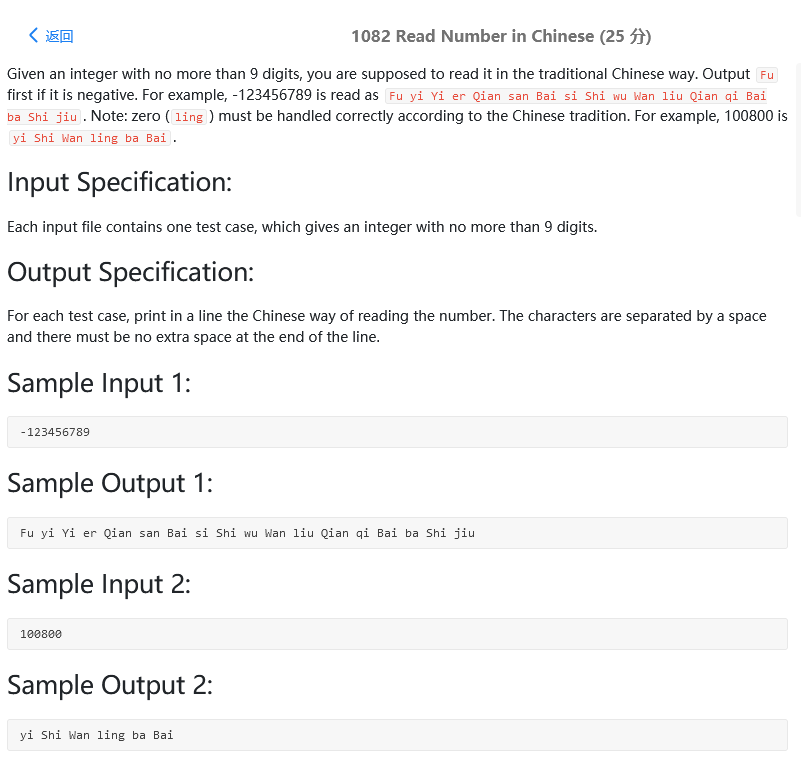 返回
1082 Read Number in Chinese (25 分)
Given an integer with no more than 9 digits, you are supposed to read it in the traditional Chinese way. Output Fu
first if it is negative. For example, -123456789 is read as Fu yi Yi er Qian san Bai si Shi wu Wan liu Qian qi Bai
ba Shi jiu . Note: zero ( ling ) must be handled correctly according to the Chinese tradition. For example, 100800 is
yi Shi Wan ling ba Bai .
Input Specification:
Each input file contains one test case, which gives an integer with no more than 9 digits.
Output Specification:
For each test case, print in a line the Chinese way of reading the number. The characters are separated by a space
and there must be no extra space at the end of the line.
Sample Input 1:
-123456789
Sample Output 1:
Fu yi Yi er Qian san Bai si Shi wu Wan liu Qian qi Bai ba Shi jiu
Sample Input 2:
100800
Sample Output 2:
yi Shi Wan ling ba Bai